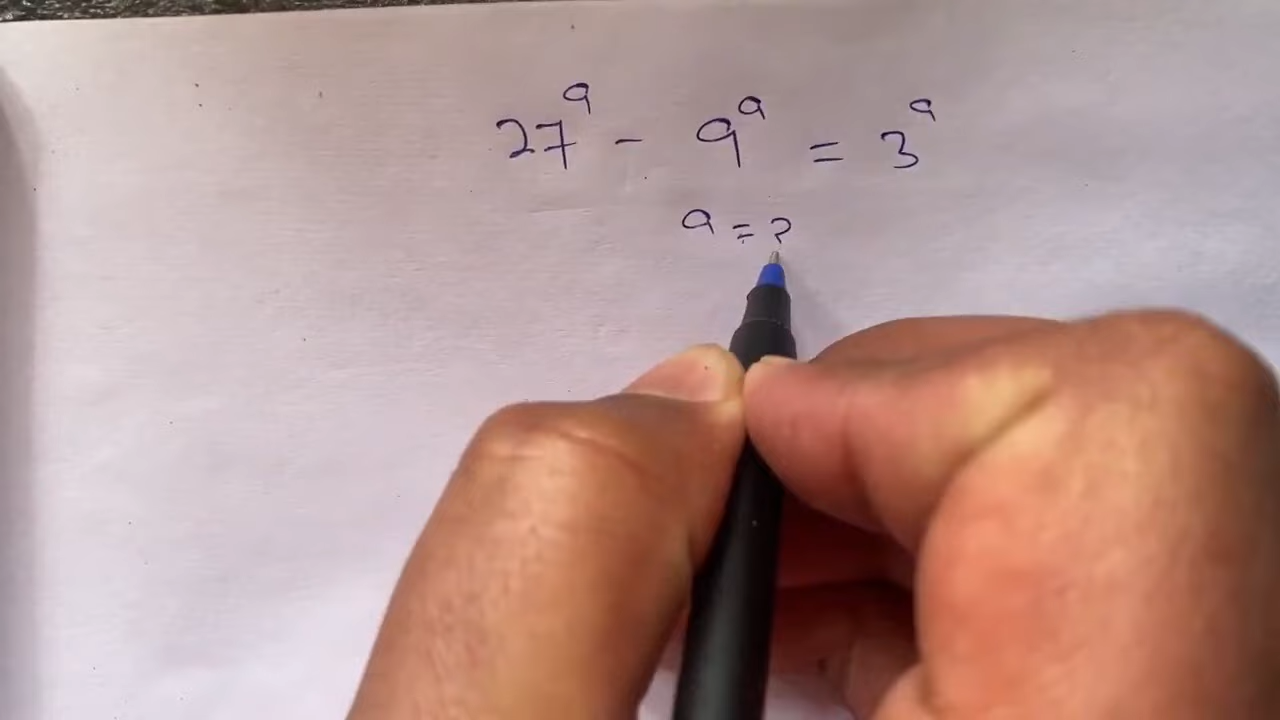 27^a - 9^a = 3^a
a = ?